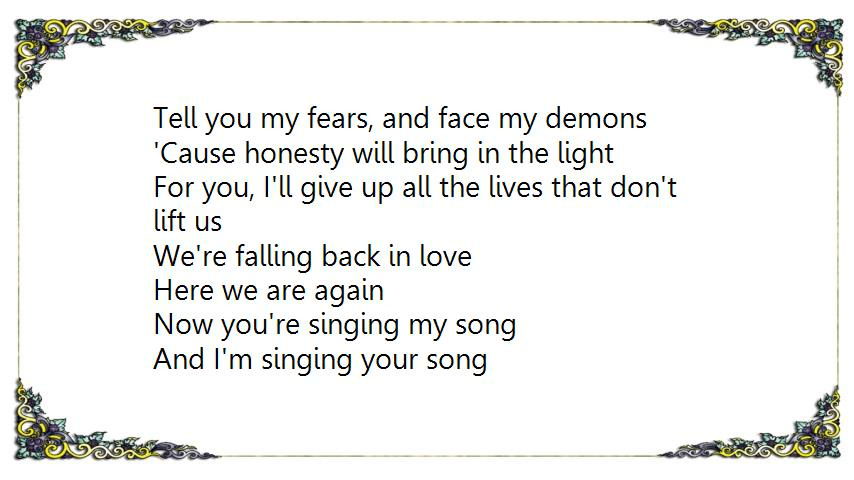 Tell you my fears, and face my demons
'Cause honesty will bring in the light
For you, I'll give up all the lives that don't
lift us
We're falling back in love
Here we are again
Now you're singing my song
And I'm singing your song